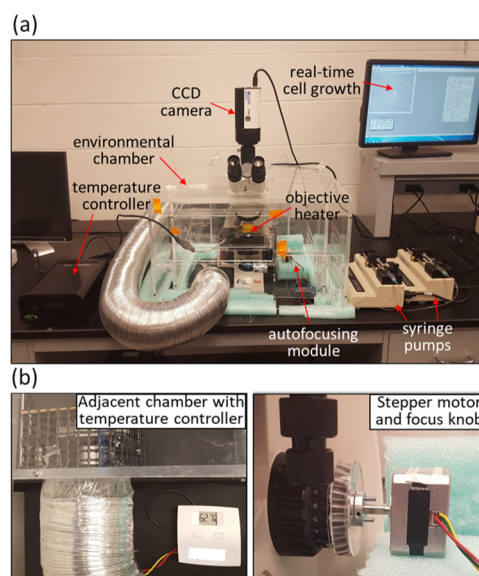 (a)
CCD
camera
real-time
cell growth
environmental
chamber
temperature
controller
objective
heater
autofocusing
module
syringe
pumps
(b)
Adjacent chamber with
temperature controller
Stepper motor
and focus knob